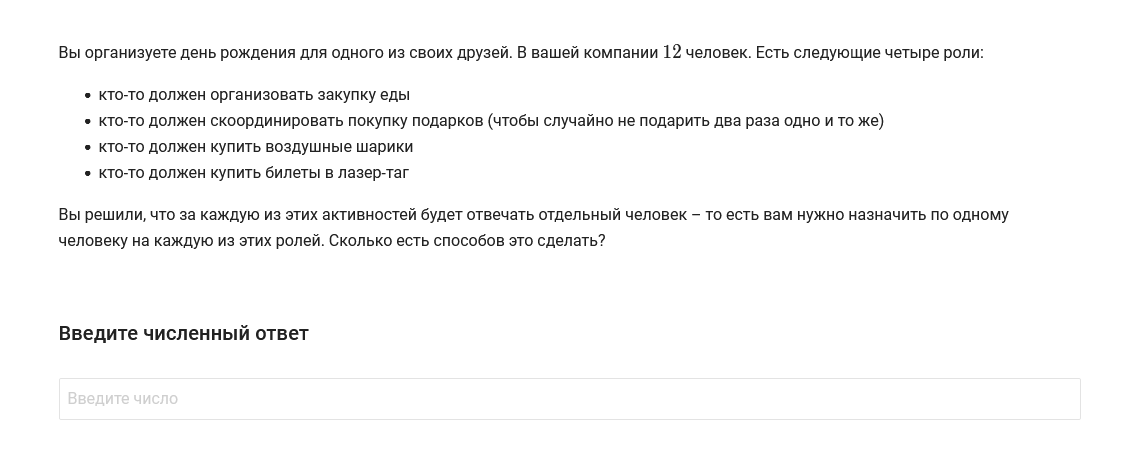 Вы организуете день рождения для одного из своих друзей. В вашей компании 12 человек. Есть следующие четыре роли:
• кто-то должен организовать закупку еды
• кто-то должен скоординировать покупку подарков (чтобы случайно не подарить два раза одно и то же)
• кто-то должен купить воздушные шарики
• кто-то должен купить билеты в лазер-таг
Вы решили, что за каждую из этих активностей будет отвечать отдельный человек – то есть вам нужно назначить по одному
человеку на каждую из этих ролей. Сколько есть способов это сделать?
Введите численный ответ
Введите число